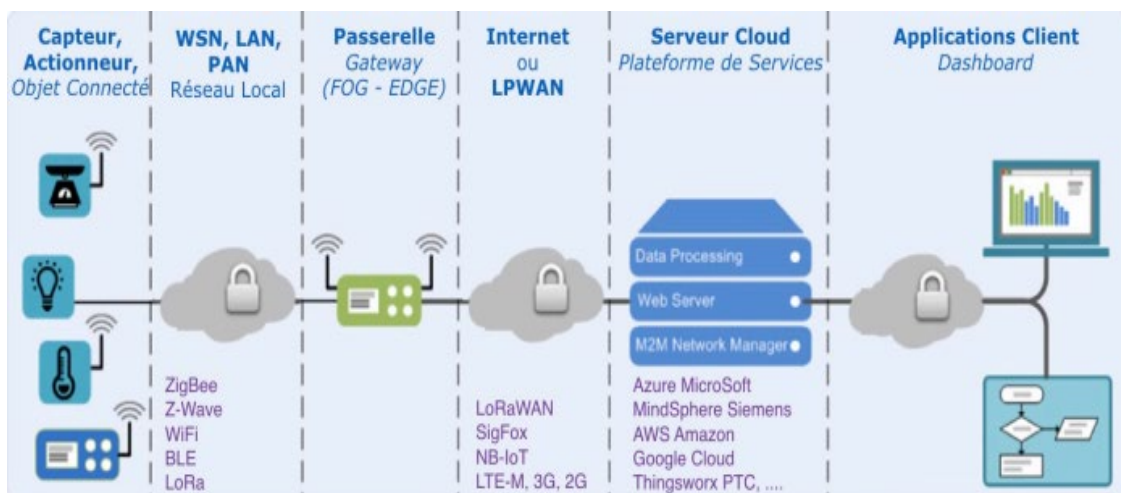 Capteur,
Actionneur,
Objet Connecté
WSN, LAN,
PAN
Réseau Local
Passerelle
Gateway
(FOG - EDGE)
Internet
ou
LPWAN
Serveur Cloud
Plateforme de Services
Applications Client
Dashboard
Data Processing
Web Server
M2M Network Manager
ZigBee
Z-Wave
WiFi
BLE
LoRa
LoRaWAN
SigFox
NB-IoT
LTE-M, 3G, 2G
Azure MicroSoft
MindSphere Siemens
AWS Amazon
Google Cloud
Thingsworx PTC, ....